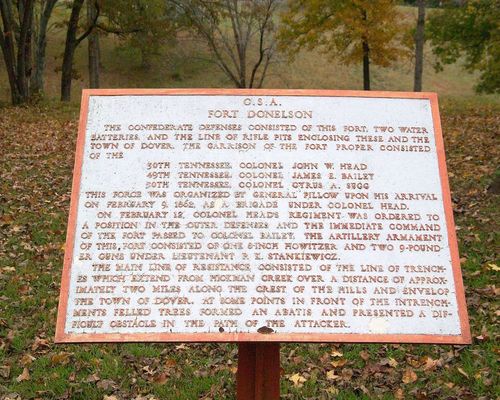 C.S.A.
FORT DONELSON
THE CONFEDERATE DEFENSES CONSISTED OF THIS FORT, TWO WATER
BATTERIES, AND THE LINE OF RIFLE PITS ENCLOSING THESE AND THE
TOWN OF DOVER. THE GARRISON OF THE FORT PROPER CONSISTED
OF THE
30TH TENNESSEE, COLONEL JOHN W. HEAD
49TH TENNESSEE, COLONEL JAMES E. BAILEY
50TH TENNESSEE, COLONEL CYRUS A. SUGG
THIS FORCE WAS ORGANIZED BY GENERAL PILLOW UPON HIS ARRIVAL
ON FEBRUARY 9, 1862, AS A BRIGADE UNDER COLONEL HEAD.
ON FEBRUARY 13, COLONEL HEAD'S REGIMENT WAS ORDERED TO
A POSITION IN THE OUTER DEFENSES AND THE IMMEDIATE COMMAND
OF THE FORT PASSED TO COLONEL BAILEY. THE ARTILLERY ARMAMENT
OF THIS FORT CONSISTED OF ONE 8-INCH HOWITZER AND TWO 9-POUND-
ER GUNS UNDER LIEUTENANT P. K. STANKIEWICZ.
THE MAIN LINE OF RESISTANCE CONSISTED OF THE LINE OF TRENCH-
ES WHICH EXTEND FROM HICKMAN CREEK OVER A DISTANCE OF APPROX-
IMATELY TWO MILES ALONG THE CREST OF THE HILLS AND ENVELOP
THE TOWN OF DOVER. AT SOME POINTS IN FRONT OF THE INTRENCH-
MENTS FELLED TREES FORMED AN ABATIS AND PRESENTED A DIF-
FICULT OBSTACLE IN THE PATH OF THE ATTACKER.